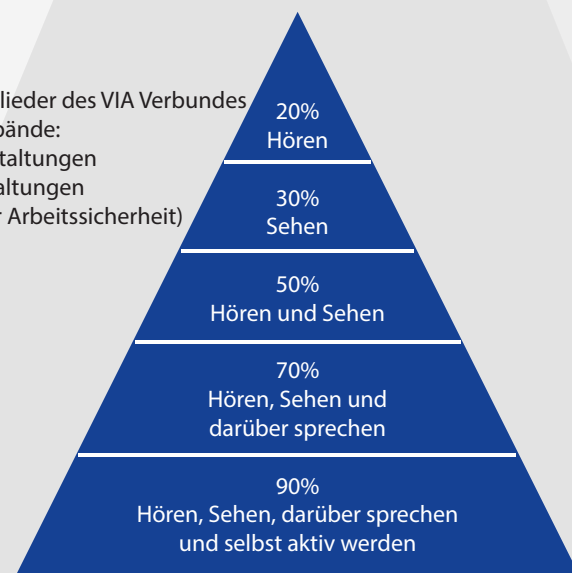 lieder des VIA Verbundes
bände:
taltungen
altungen
r Arbeitssicherheit)
20%
Hören
30%
Sehen
50%
Hören und Sehen
70%
Hören, Sehen und
darüber sprechen
90%
Hören, Sehen, darüber sprechen
und selbst aktiv werden